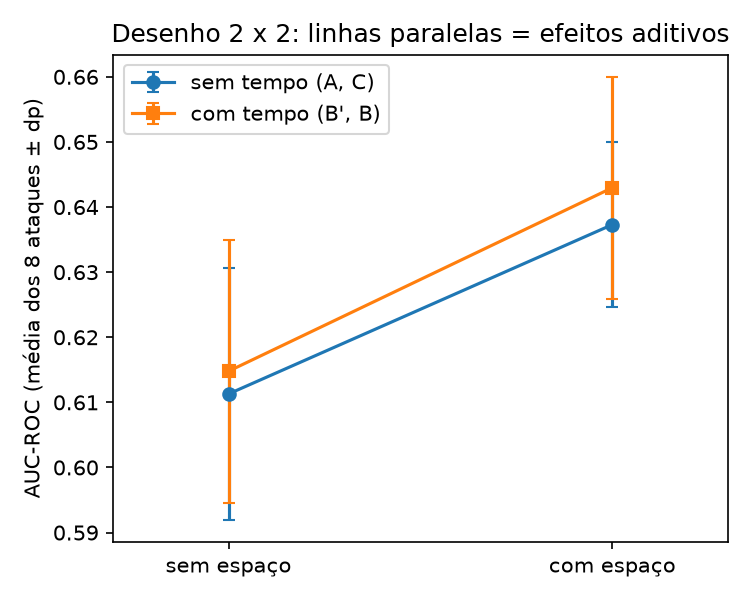 Desenho 2 x 2: linhas paralelas = efeitos aditivos
sem tempo (A, C)
com tempo (B', B)
AUC-ROC (média dos 8 ataques ± dp)
0.66
0.65
0.64
0.63
0.62
0.61
0.60
0.59
sem espaço
com espaço